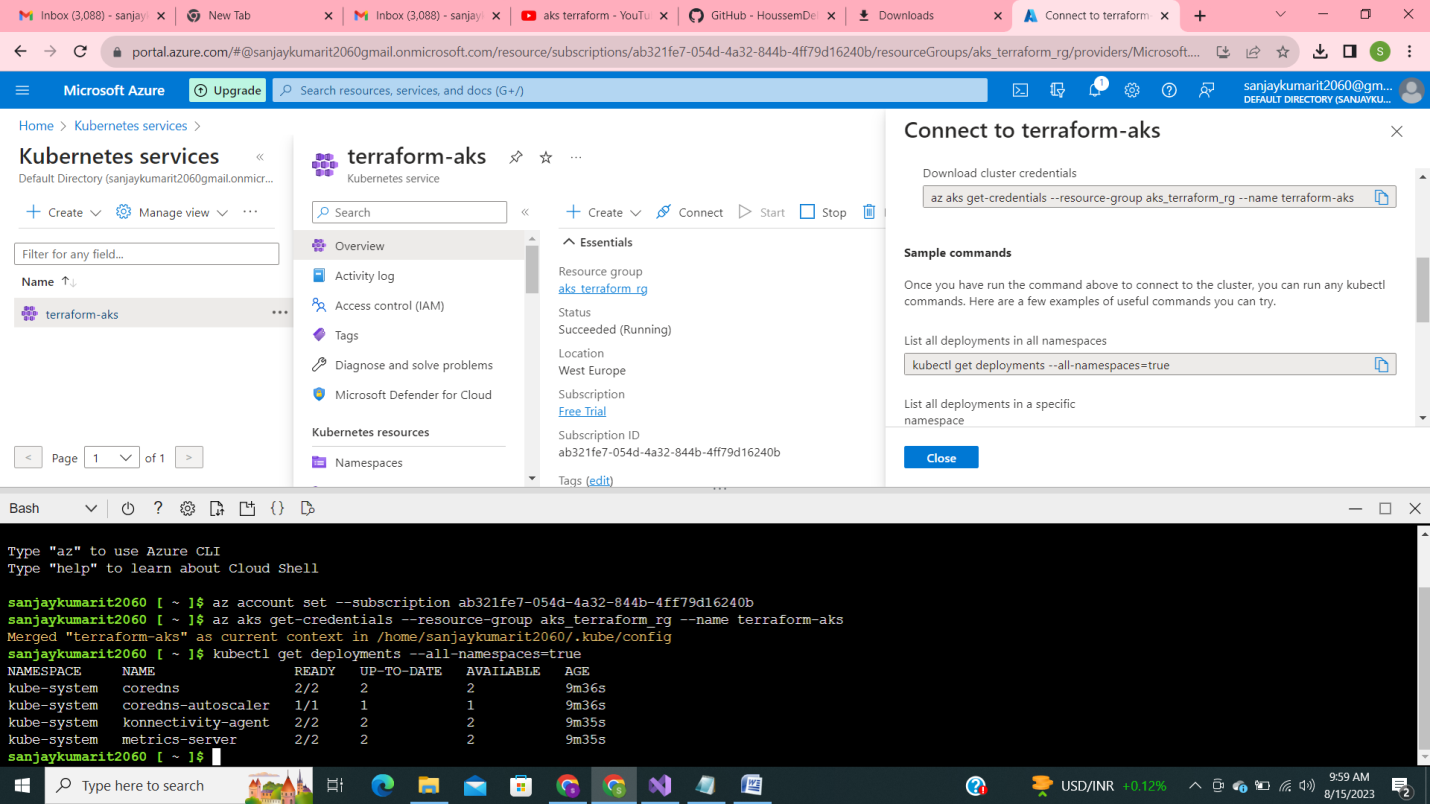 Inbox (3,088) - sanjay
New Tab
Inbox (3,088) - sanjay
aks terraform - YouTu
GitHub - HoussemDel
Downloads
Connect to terraform
portal.azure.com/#@sanjaykumarit2060gmail.onmicrosoft.com/resource/subscriptions/ab321fe7-054d-4a32-844b-4ff79d16240b/resourceGroups/aks_terraform_rg/providers/Microsoft....
S
Microsoft Azure
Upgrade
Search resources, services, and docs (G+/)
1
sanjaykumarit2060@gm...
DEFAULT DIRECTORY (SANJAYKU...
Home > Kubernetes services >
Kubernetes services
Default Directory (sanjaykumarit2060gmail.onmicr...
Create
Manage view
Filter for any field...
Name
terraform-aks
Page 1 of 1
terraform-aks
Kubernetes service
Search
Overview
Activity log
Access control (IAM)
Tags
Diagnose and solve problems
Microsoft Defender for Cloud
Kubernetes resources
Namespaces
Create
Connect
Start
Stop
Essentials
Resource group
aks_terraform_rg
Status
Succeeded (Running)
Location
West Europe
Subscription
Free Trial
Subscription ID
ab321fe7-054d-4a32-844b-4ff79d16240b
Tags (edit)
Connect to terraform-aks
Download cluster credentials
az aks get-credentials --resource-group aks_terraform_rg --name terraform-aks
Sample commands
Once you have run the command above to connect to the cluster, you can run any kubectl
commands. Here are a few examples of useful commands you can try.
List all deployments in all namespaces
kubectl get deployments --all-namespaces=true
List all deployments in a specific
namespace
Close
Bash
Type "az" to use Azure CLI
Type "help" to learn about Cloud Shell
sanjaykumarit2060 [ ~ ]$ az account set --subscription ab321fe7-054d-4a32-844b-4ff79d16240b
sanjaykumarit2060 [ ~ ]$ az aks get-credentials --resource-group aks_terraform_rg --name terraform-aks
Merged "terraform-aks" as current context in /home/sanjaykumarit2060/.kube/config
sanjaykumarit2060 [ ~ ]$ kubectl get deployments --all-namespaces=true
NAMESPACE NAME READY UP-TO-DATE AVAILABLE AGE
kube-system coredns 2/2 2 2 9m36s
kube-system coredns-autoscaler 1/1 1 1 9m36s
kube-system konnectivity-agent 2/2 2 2 9m35s
kube-system metrics-server 2/2 2 2 9m35s
sanjaykumarit2060 [ ~ ]$
Type here to search
USD/INR +0.12%
9:59 AM
8/15/2023
2